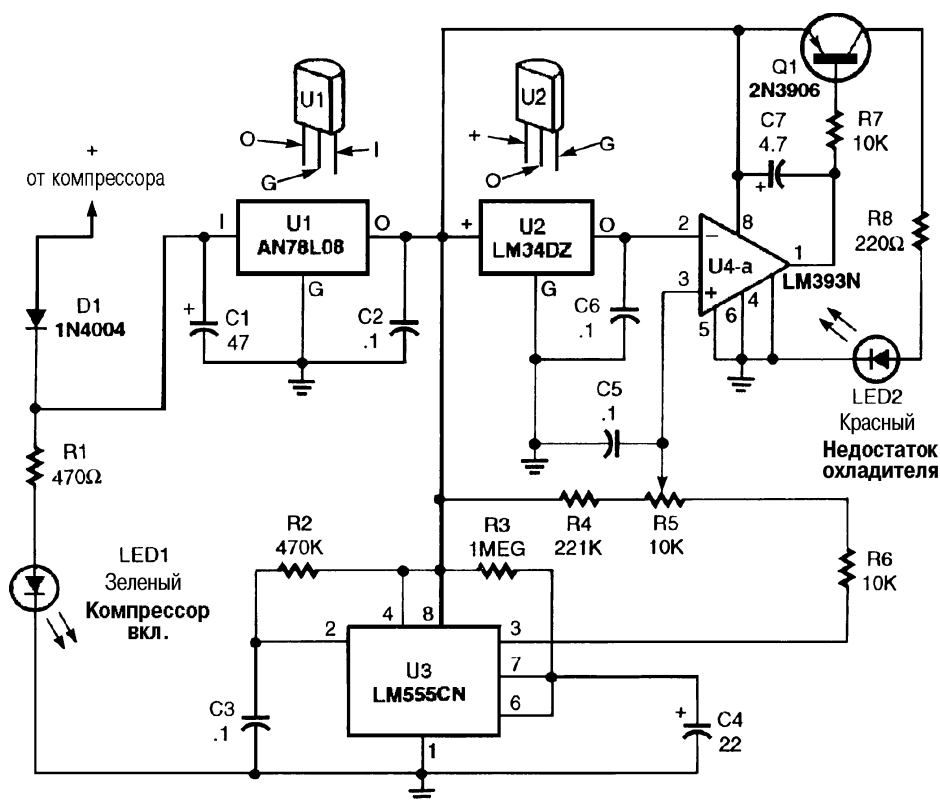 U1
U2
O
I
G
+
O
G
+
от компрессора
D1
1N4004
R1
470Ω
LED1
Зеленый
Компрессор
вкл.
I
U1
AN78L08
O
G
+
C1
47
C2
.1
+
U2
LM34DZ
O
G
C6
.1
C5
.1
Q1
2N3906
C7
4.7
+
R7
10K
R8
220Ω
2
−
3
+
U4-a
8
1
LM393N
5
6
4
LED2
Красный
Недостаток
охладителя
R2
470K
R3
1MEG
R4
221K
R5
10K
R6
10K
4
8
2
3
U3
LM555CN
7
6
1
C3
.1
+
C4
22